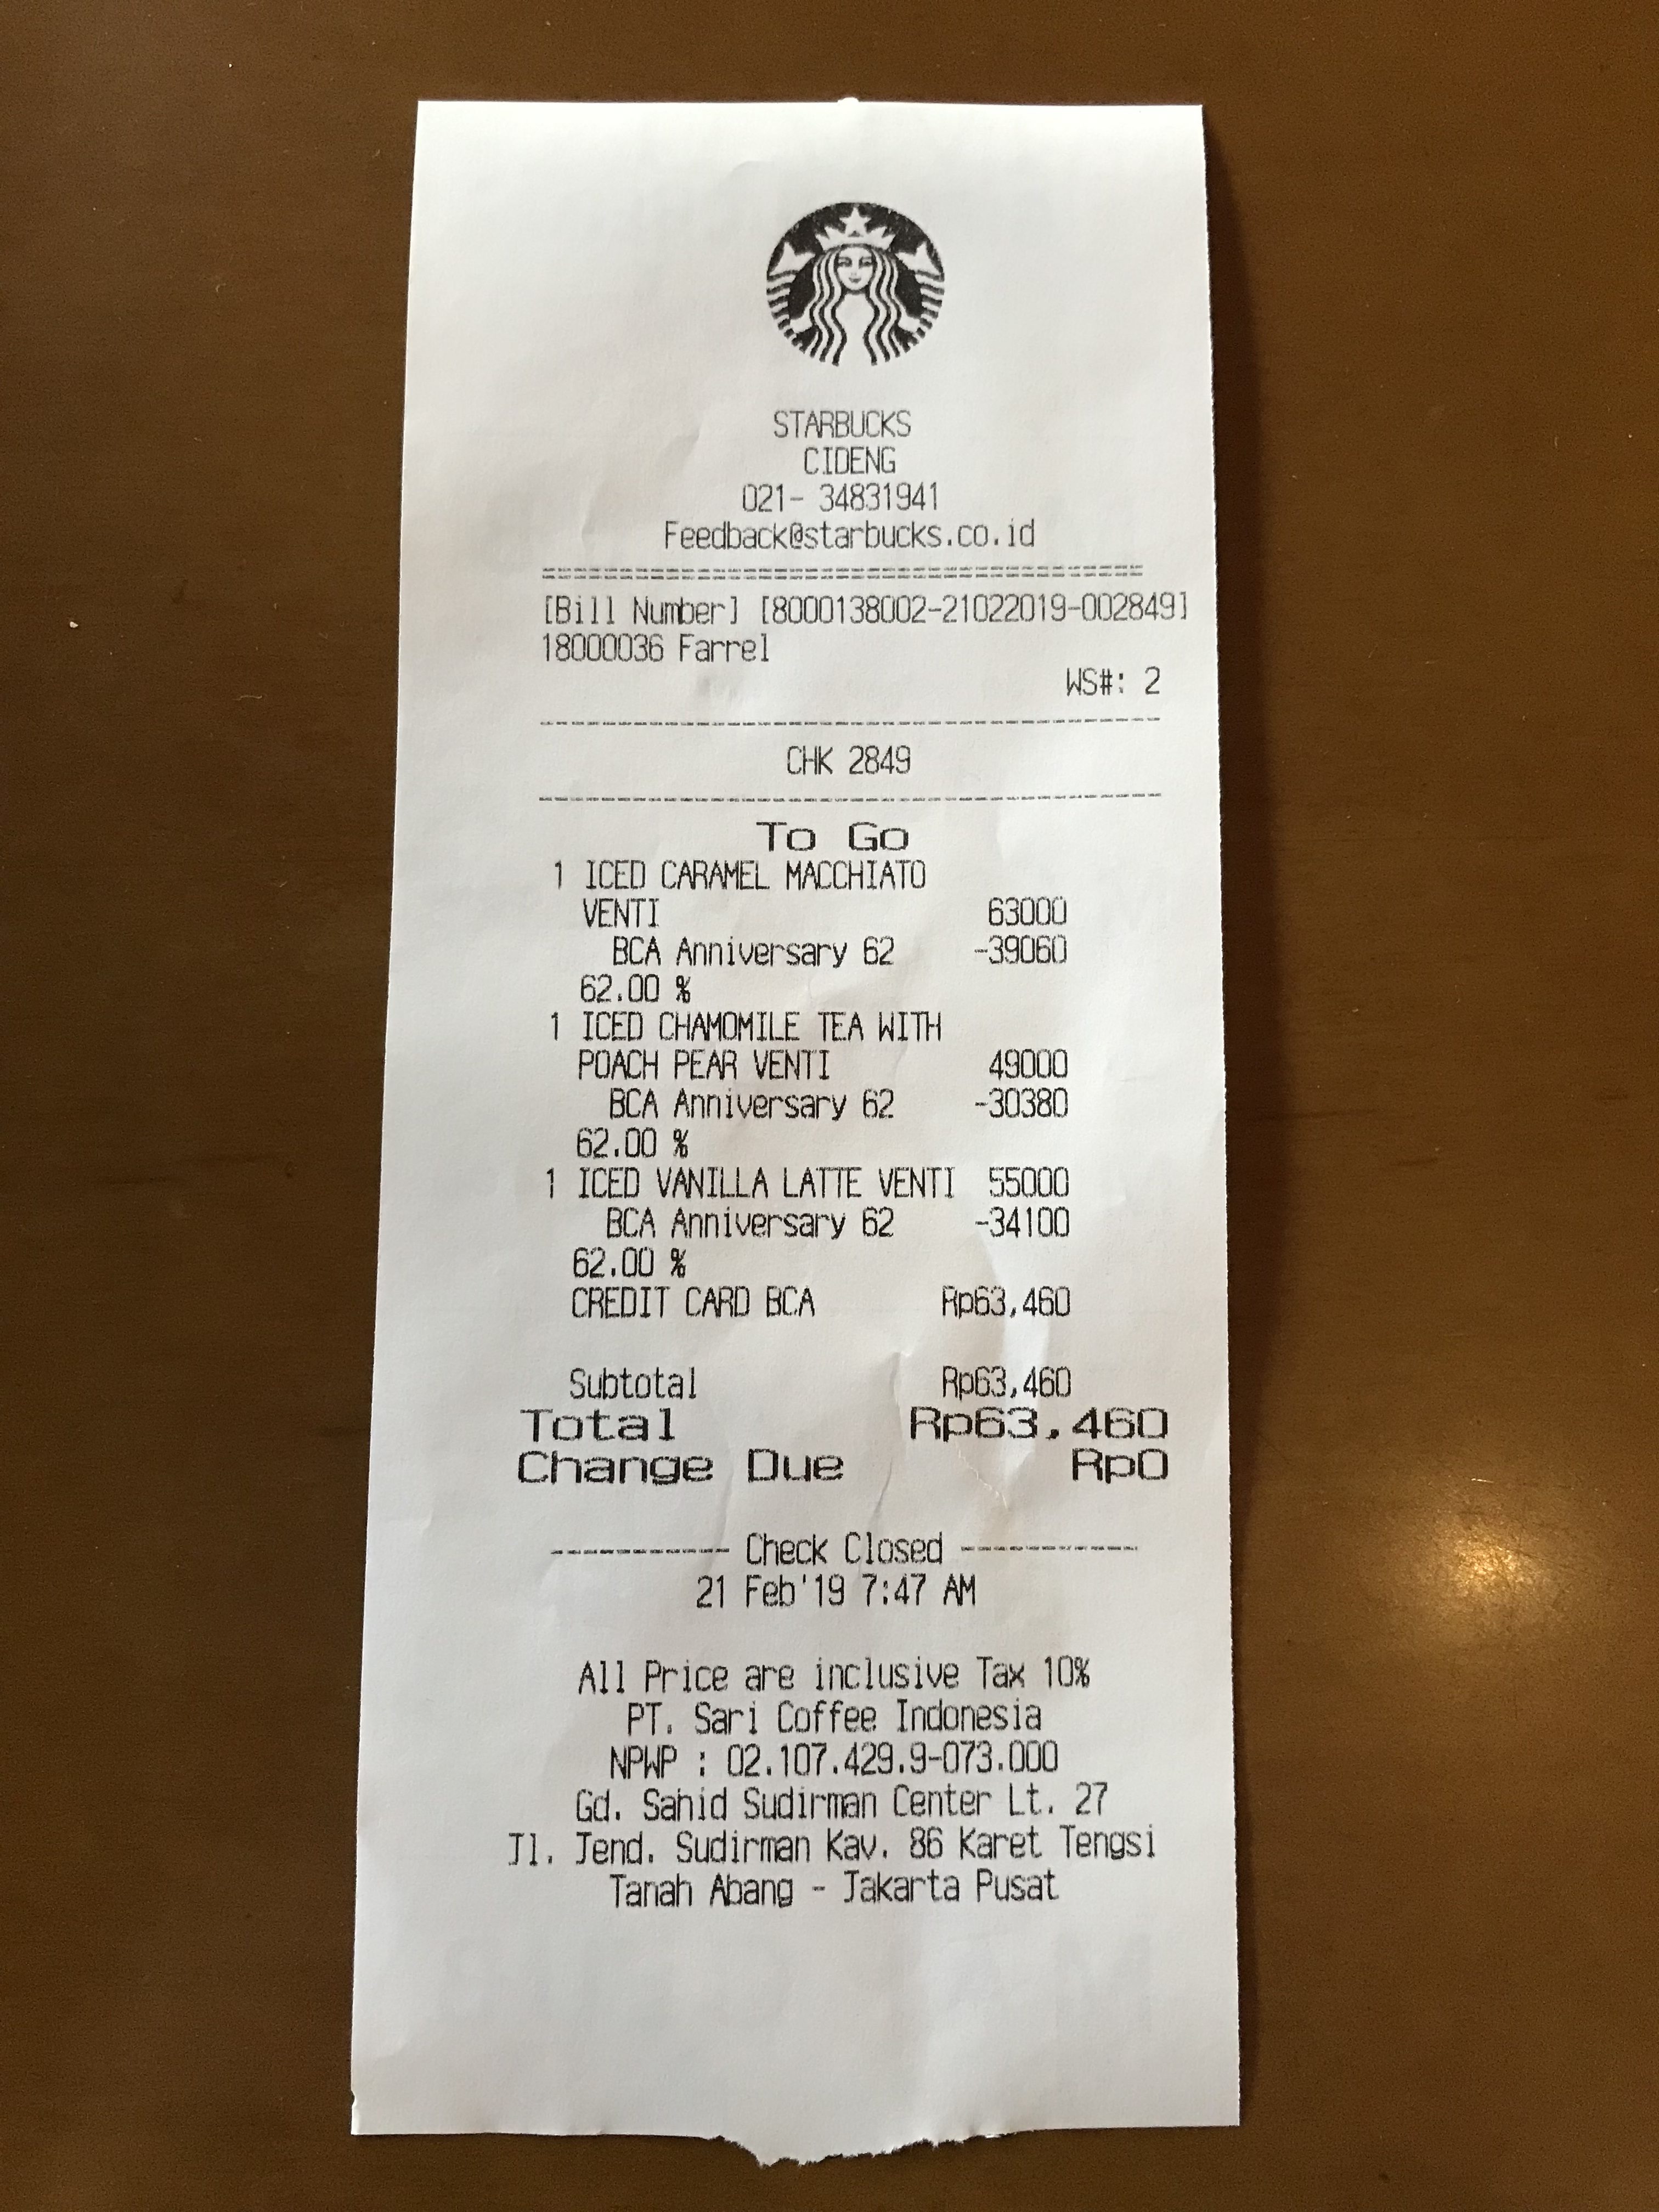 STARBUCKS
CIDENG
021- 34831941
Feedback@starbucks.co.id
========================================
[Bill Number] [8000138002-21022019-002849]
18000036 Farrel
WS#: 2
----------------------------------------
CHK 2849
----------------------------------------
To Go
1 ICED CARAMEL MACCHIATO
VENTI 63000
BCA Anniversary 62 -39060
62.00 %
1 ICED CHAMOMILE TEA WITH
POACH PEAR VENTI 49000
BCA Anniversary 62 -30380
62.00 %
1 ICED VANILLA LATTE VENTI 55000
BCA Anniversary 62 -34100
62.00 %
CREDIT CARD BCA Rp63,460
Subtotal Rp63,460
Total Rp63,460
Change Due Rp0
------------ Check Closed ------------
21 Feb'19 7:47 AM
All Price are inclusive Tax 10%
PT. Sari Coffee Indonesia
NPWP : 02.107.429.9-073.000
Gd. Sahid Sudirman Center Lt. 27
Jl. Jend. Sudirman Kav. 86 Karet Tengsi
Tanah Abang - Jakarta Pusat